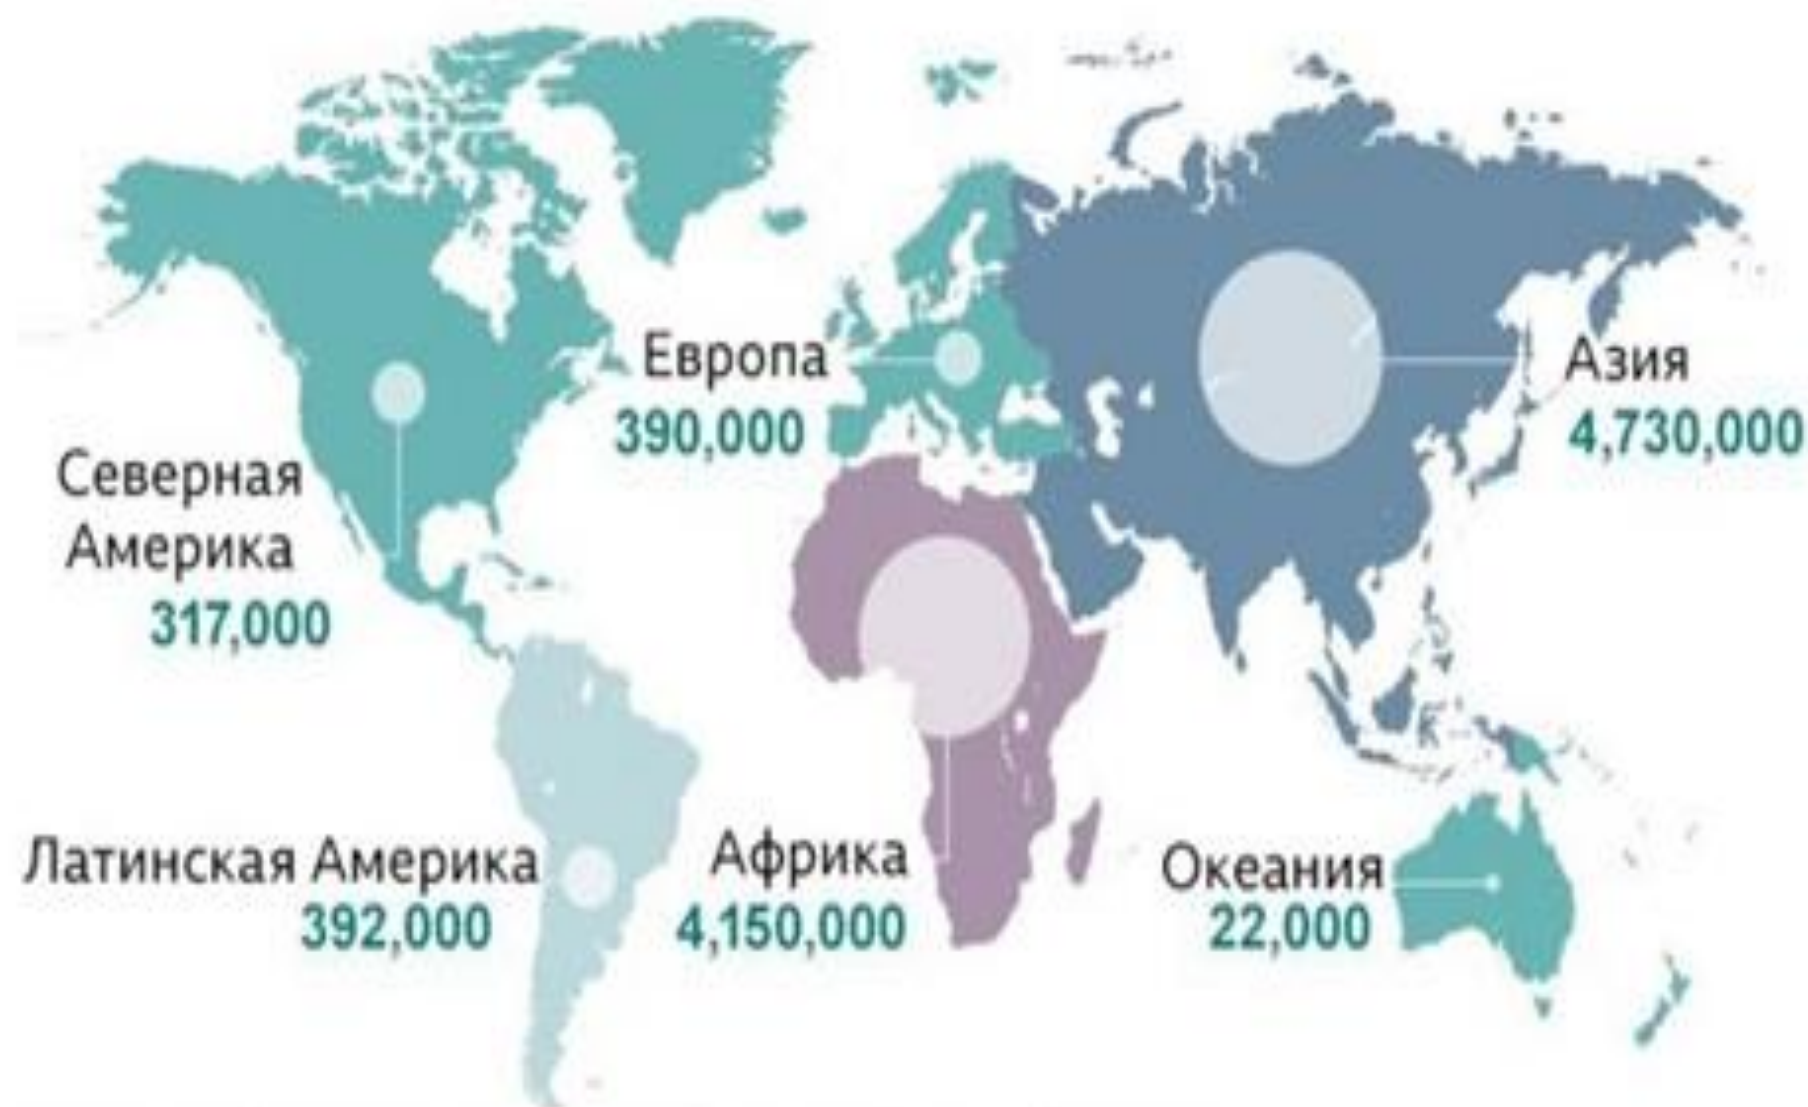 Европа
390,000
Азия
4,730,000
Северная
Америка
317,000
Латинская Америка
392,000
Африка
4,150,000
Океания
22,000